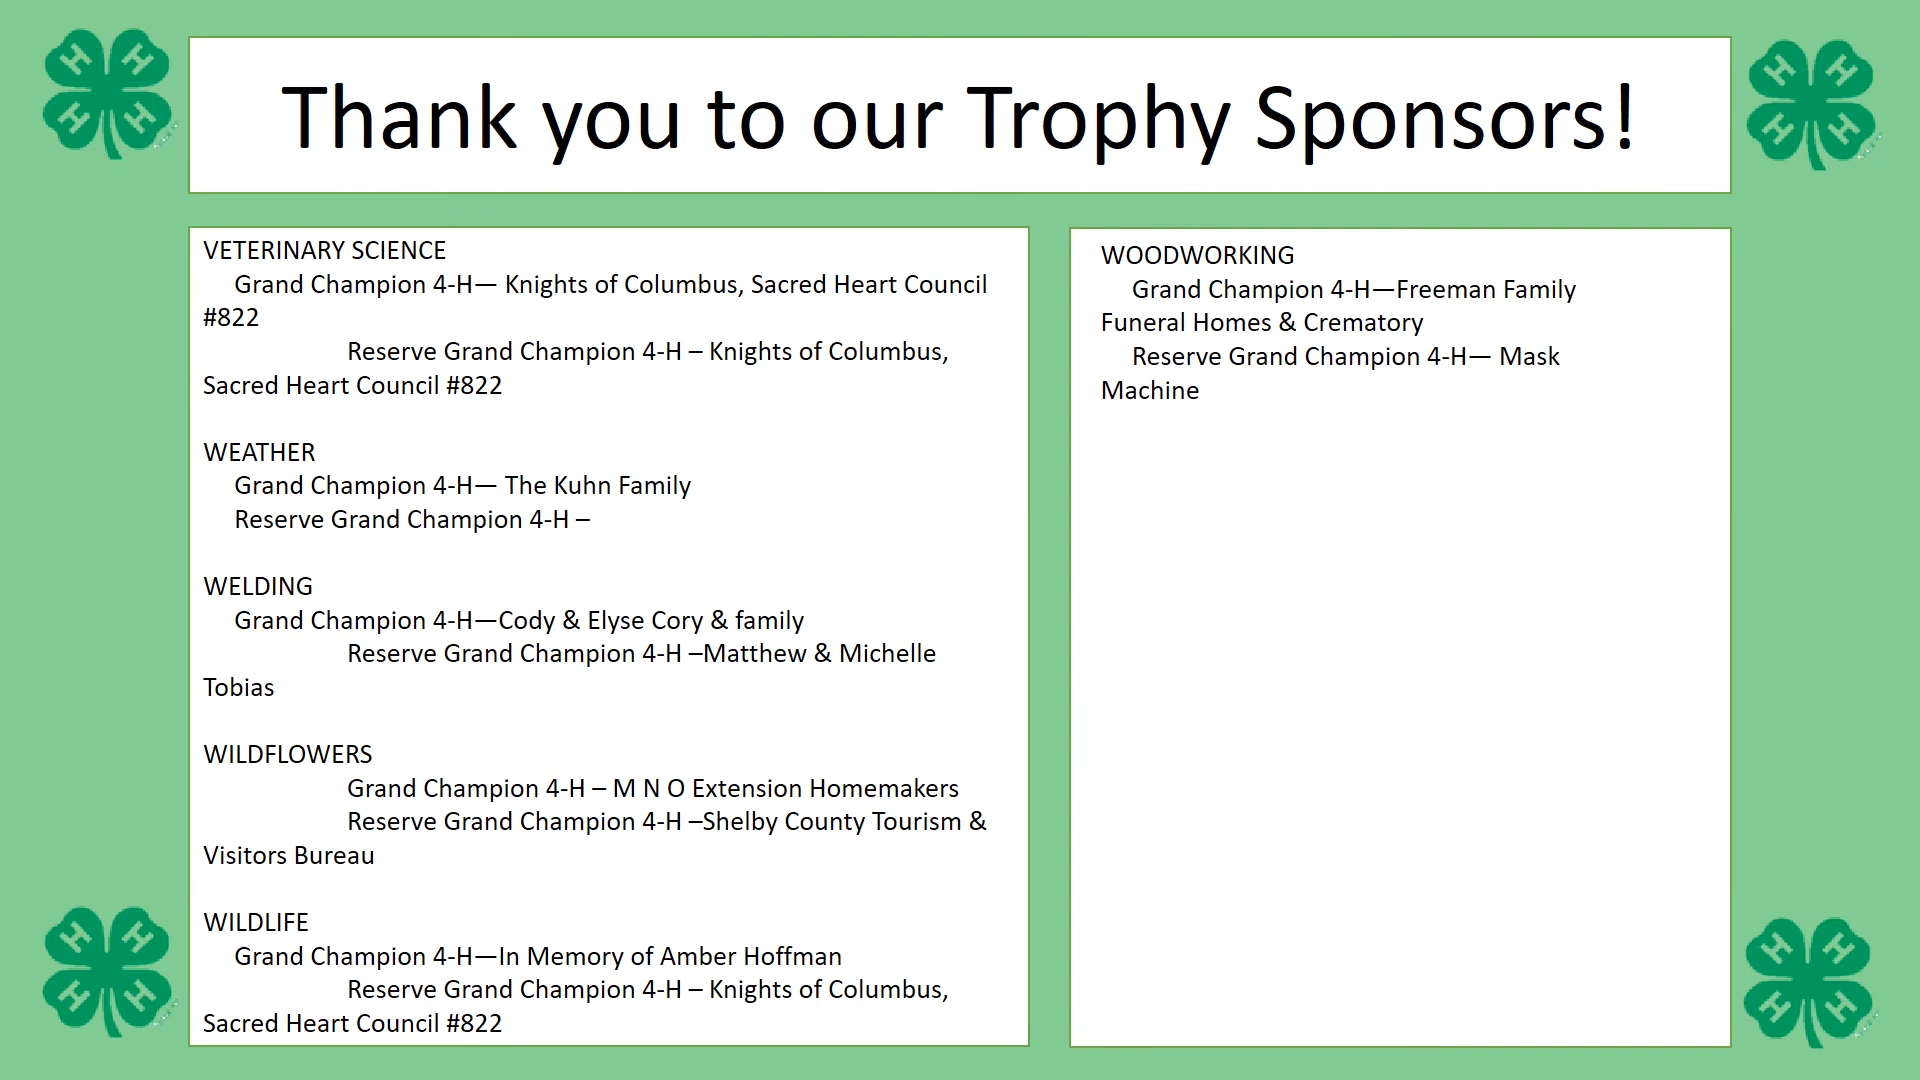 Thank you to our Trophy Sponsors!
VETERINARY SCIENCE
Grand Champion 4-H— Knights of Columbus, Sacred Heart Council
#822
Reserve Grand Champion 4-H – Knights of Columbus,
Sacred Heart Council #822
WEATHER
Grand Champion 4-H— The Kuhn Family
Reserve Grand Champion 4-H –
WELDING
Grand Champion 4-H—Cody & Elyse Cory & family
Reserve Grand Champion 4-H –Matthew & Michelle
Tobias
WILDFLOWERS
Grand Champion 4-H – M N O Extension Homemakers
Reserve Grand Champion 4-H –Shelby County Tourism &
Visitors Bureau
WILDLIFE
Grand Champion 4-H—In Memory of Amber Hoffman
Reserve Grand Champion 4-H – Knights of Columbus,
Sacred Heart Council #822
WOODWORKING
Grand Champion 4-H—Freeman Family
Funeral Homes & Crematory
Reserve Grand Champion 4-H— Mask
Machine
H H H H
H H H H
H H H H
H H H H